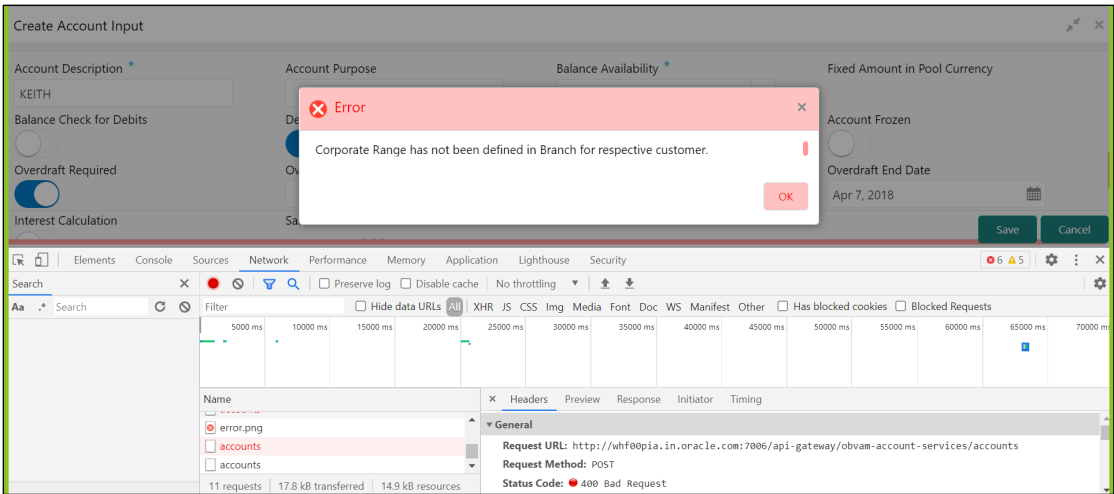 Create Account Input
Account Description *
Account Purpose
Balance Availability *
Fixed Amount in Pool Currency
KEITH
Balance Check for Debits
De
Account Frozen
Error
Corporate Range has not been defined in Branch for respective customer.
OK
Overdraft Required
Ov
Overdraft End Date
Apr 7, 2018
Interest Calculation
Sa
Save Cancel
Elements Console Sources Network Performance Memory Application Lighthouse Security 6 5
Search
Preserve log Disable cache No throttling
Aa .* Search
Filter Hide data URLs All XHR JS CSS Img Media Font Doc WS Manifest Other Has blocked cookies Blocked Requests
5000 ms 10000 ms 15000 ms 20000 ms 25000 ms 30000 ms 35000 ms 40000 ms 45000 ms 50000 ms 55000 ms 60000 ms 65000 ms 70000 ms
Name
Headers Preview Response Initiator Timing
accounts
error.png
accounts
accounts
11 requests 17.8 kB transferred 14.9 kB resources
General
Request URL: http://whf00pia.in.oracle.com:7006/api-gateway/obvam-account-services/accounts
Request Method: POST
Status Code: 400 Bad Request